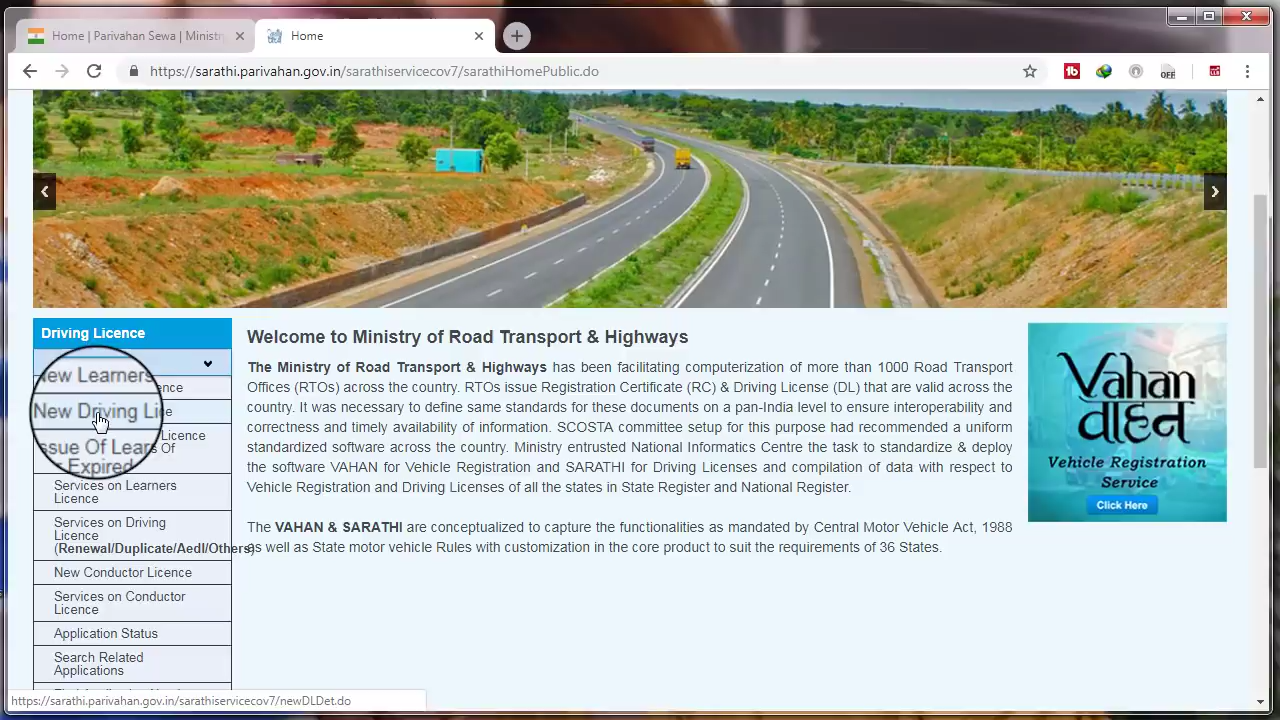 Home | Parivahan Sewa | Ministr
Home
https://sarathi.parivahan.gov.in/sarathiservicecov7/sarathiHomePublic.do
OFF
Driving Licence
New Learners
ence
New Driving Li
ce
ssue Of Lear
Licence
s Of
r Expired
Services on Learners
Licence
Services on Driving
Licence
(Renewal/Duplicate/Aedl/Others)
New Conductor Licence
Services on Conductor
Licence
Application Status
Search Related
Applications
Welcome to Ministry of Road Transport & Highways
The Ministry of Road Transport & Highways has been facilitating computerization of more than 1000 Road Transport
Offices (RTOs) across the country. RTOs issue Registration Certificate (RC) & Driving License (DL) that are valid across the
country. It was necessary to define same standards for these documents on a pan-India level to ensure interoperability and
correctness and timely availability of information. SCOSTA committee setup for this purpose had recommended a uniform
standardized software across the country. Ministry entrusted National Informatics Centre the task to standardize & deploy
the software VAHAN for Vehicle Registration and SARATHI for Driving Licenses and compilation of data with respect to
Vehicle Registration and Driving Licenses of all the states in State Register and National Register.
The VAHAN & SARATHI are conceptualized to capture the functionalities as mandated by Central Motor Vehicle Act, 1988
as well as State motor vehicle Rules with customization in the core product to suit the requirements of 36 States.
Vahan
वाहन
Vehicle Registration
Service
Click Here
https://sarathi.parivahan.gov.in/sarathiservicecov7/newDLDet.do